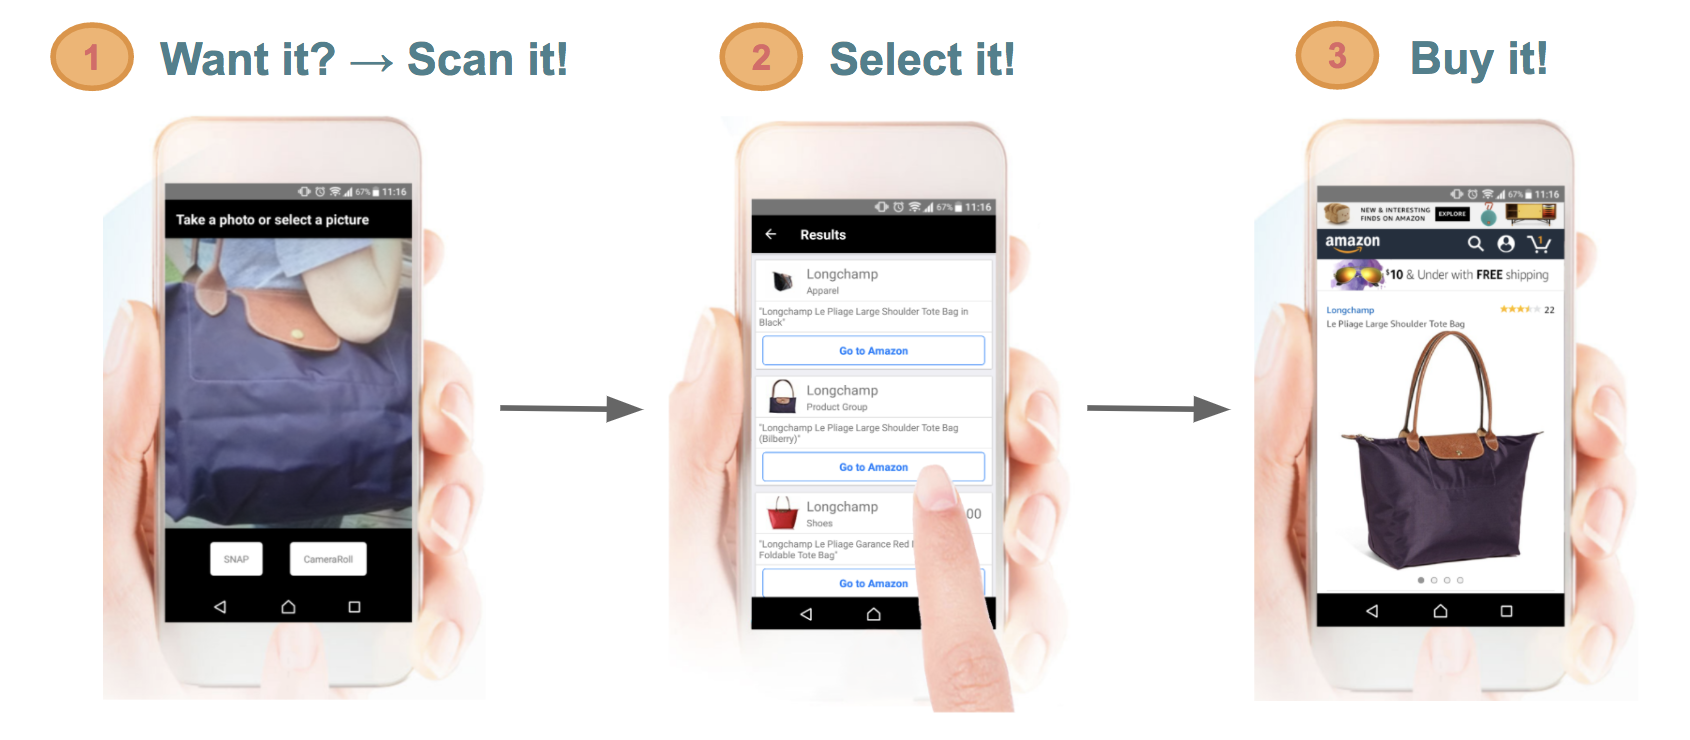 1 Want it? → Scan it!
2 Select it!
3 Buy it!
67% 11:16
Take a photo or select a picture
SNAP
CameraRoll
67% 11:16
Results
Longchamp
Apparel
"Longchamp Le Pliage Large Shoulder Tote Bag in
Black"
Go to Amazon
Longchamp
Product Group
"Longchamp Le Pliage Large Shoulder Tote Bag
(Bilberry)"
Go to Amazon
Longchamp
00
Shoes
"Longchamp Le Pliage Garance Red
Foldable Tote Bag"
Go to Amazon
67% 11:16
NEW & INTERESTING
FINDS ON AMAZON
EXPLORE
amazon
1
$10 & Under with FREE shipping
Longchamp
22
Le Pliage Large Shoulder Tote Bag